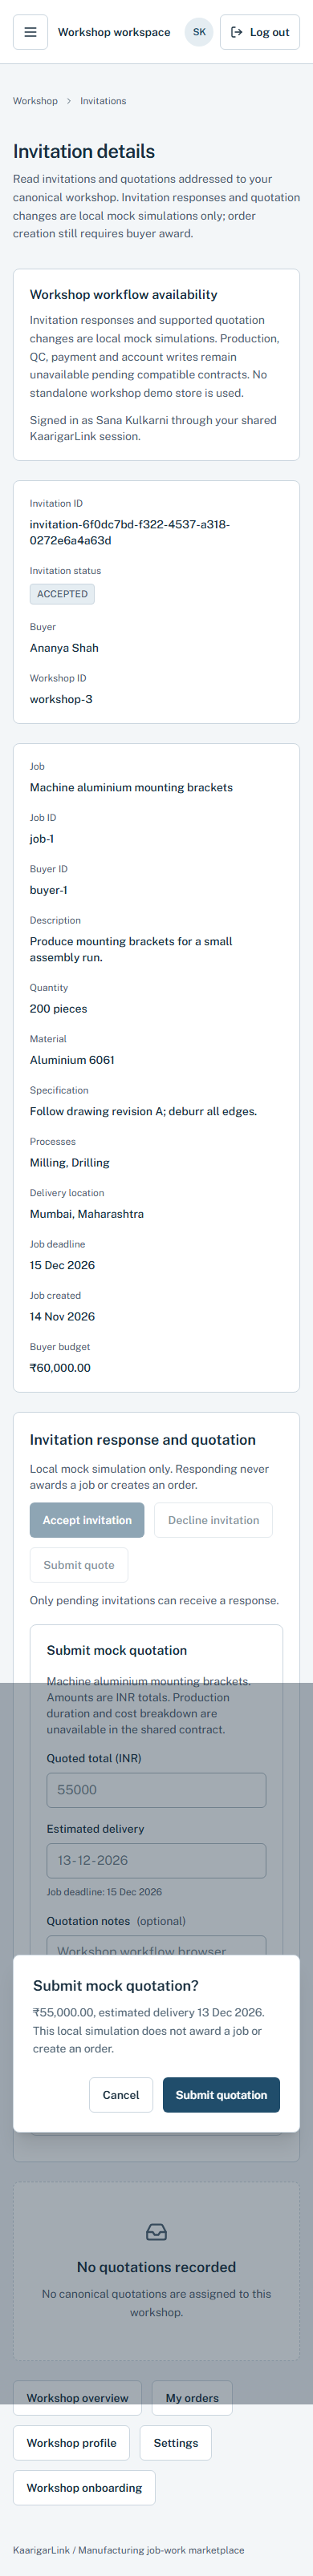 Workshop workspace
SK
Log out
Workshop > Invitations
Invitation details
Read invitations and quotations addressed to your
canonical workshop. Invitation responses and quotation
changes are local mock simulations only; order
creation still requires buyer award.
Workshop workflow availability
Invitation responses and supported quotation
changes are local mock simulations. Production,
QC, payment and account writes remain
unavailable pending compatible contracts. No
standalone workshop demo store is used.
Signed in as Sana Kulkarni through your shared
KaarigarLink session.
Invitation ID
invitation-6f0dc7bd-f322-4537-a318-
0272e6a4a63d
Invitation status
ACCEPTED
Buyer
Ananya Shah
Workshop ID
workshop-3
Job
Machine aluminium mounting brackets
Job ID
job-1
Buyer ID
buyer-1
Description
Produce mounting brackets for a small
assembly run.
Quantity
200 pieces
Material
Aluminium 6061
Specification
Follow drawing revision A; deburr all edges.
Processes
Milling, Drilling
Delivery location
Mumbai, Maharashtra
Job deadline
15 Dec 2026
Job created
14 Nov 2026
Buyer budget
₹60,000.00
Invitation response and quotation
Local mock simulation only. Responding never
awards a job or creates an order.
Accept invitation
Decline invitation
Submit quote
Only pending invitations can receive a response.
Submit mock quotation
Machine aluminium mounting brackets.
Amounts are INR totals. Production
duration and cost breakdown are
unavailable in the shared contract.
Quoted total (INR)
55000
Estimated delivery
13-12-2026
Job deadline: 15 Dec 2026
Quotation notes (optional)
Workshop workflow browser
Submit mock quotation?
₹55,000.00, estimated delivery 13 Dec 2026.
This local simulation does not award a job or
create an order.
Cancel
Submit quotation
No quotations recorded
No canonical quotations are assigned to this
workshop.
Workshop overview
My orders
Workshop profile
Settings
Workshop onboarding
KaarigarLink / Manufacturing job-work marketplace